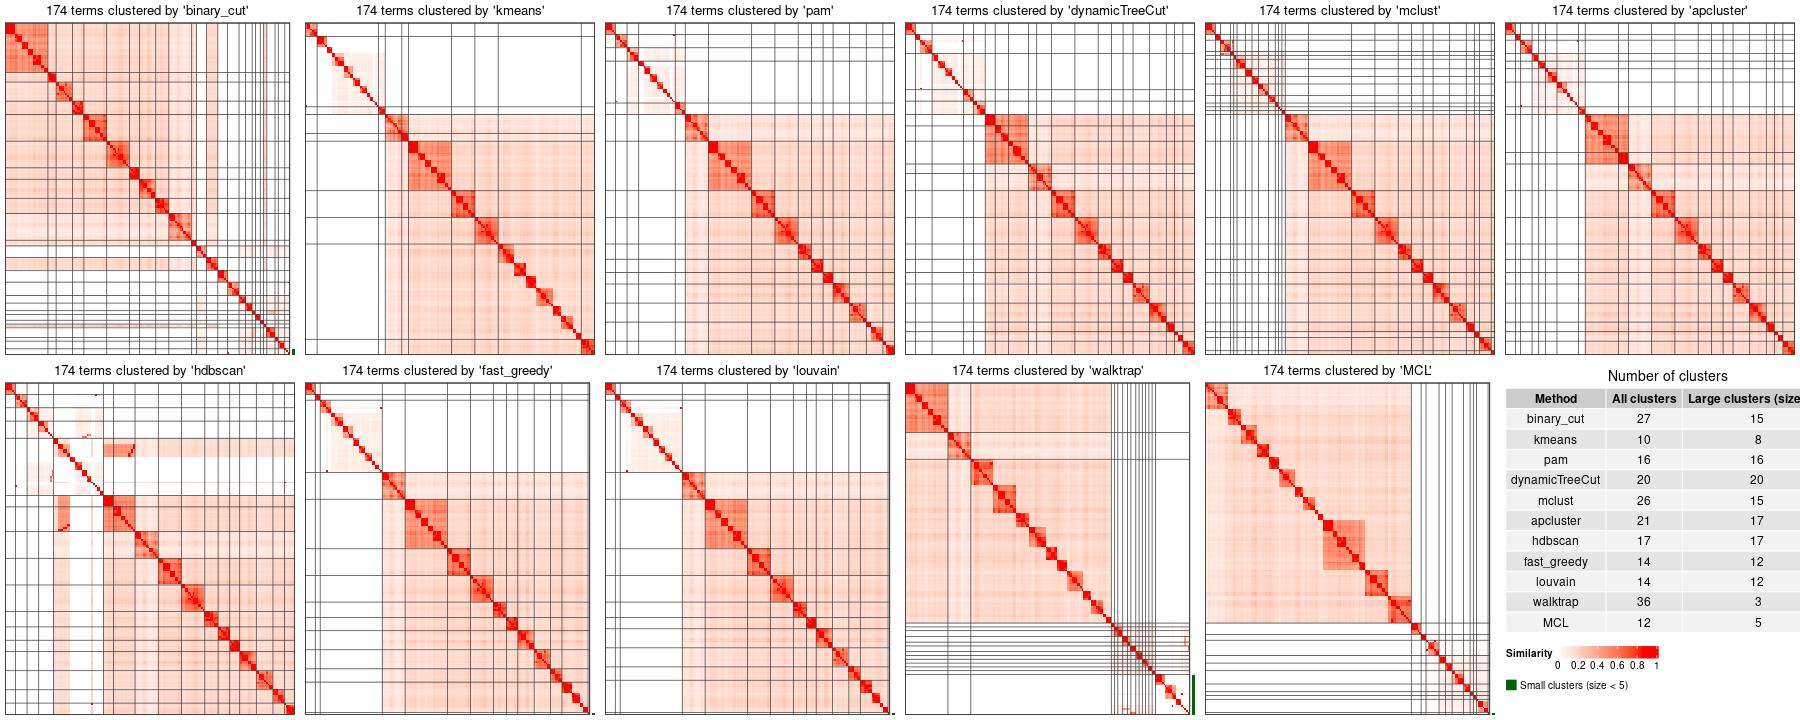 174 terms clustered by 'binary_cut'
174 terms clustered by 'kmeans'
174 terms clustered by 'pam'
174 terms clustered by 'dynamicTreeCut'
174 terms clustered by 'mclust'
174 terms clustered by 'apcluster'
174 terms clustered by 'hdbscan'
174 terms clustered by 'fast_greedy'
174 terms clustered by 'louvain'
174 terms clustered by 'walktrap'
174 terms clustered by 'MCL'
Number of clusters
Method All clusters Large clusters (size
binary_cut 27 15
kmeans 10 8
pam 16 16
dynamicTreeCut 20 20
mclust 26 15
apcluster 21 17
hdbscan 17 17
fast_greedy 14 12
louvain 14 12
walktrap 36 3
MCL 12 5
Similarity
0 0.2 0.4 0.6 0.8 1
Small clusters (size < 5)